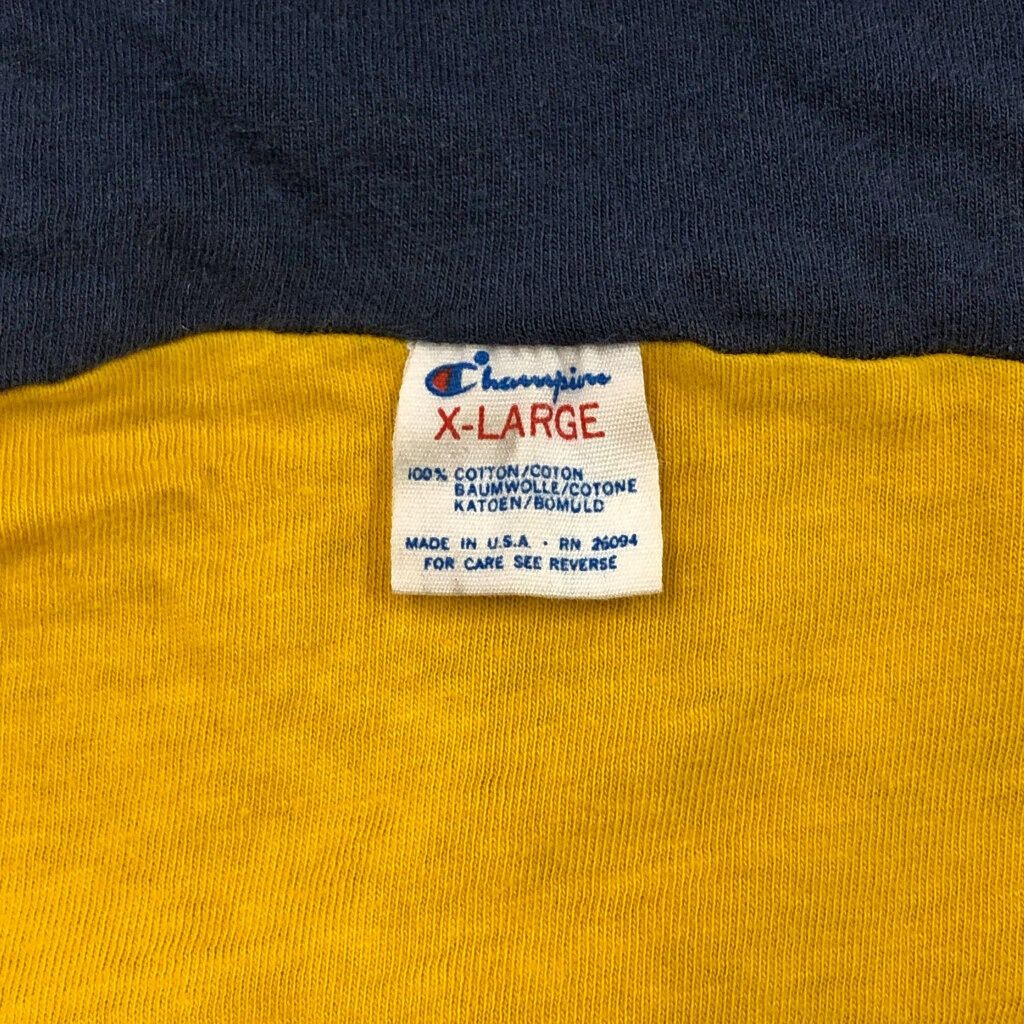 Champion
X-LARGE
100% COTTON/COTON
BAUMWOLLE/COTONE
KATOEN/BOMULD
MADE IN U.S.A. · RN 26094
FOR CARE SEE REVERSE